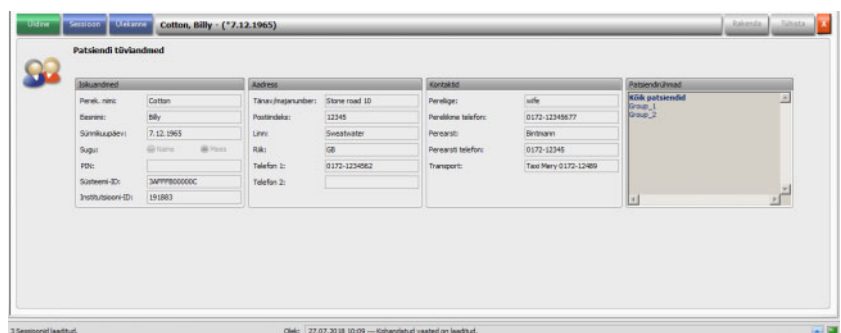 Üldine Sessioon Ülekanne Cotton, Billy - (*7.12.1965) Rakenda Tühista X
Patsiendi tüviandmed
Isikuandmed
Perek. nimi: Cotton
Eesnimi: Billy
Sünnikuupäev: 7.12.1965
Sugu: Naine Mees
PIN:
Süsteemi-ID: 3AFFFB00000C
Institutsiooni-ID: 191883
Aadress
Tänav/majanumber: Stone road 10
Postiindeks: 12345
Linn: Sweatwater
Riik: GB
Telefon 1: 0172-1234562
Telefon 2:
Kontaktid
Pereliige: wife
Pereliikme telefon: 0172-12345677
Perearst: Bintmann
Perearsti telefon: 0172-12345
Transport: Taxi Mery 0172-12489
Patsiendirühmad
Kõik patsiendid
Group_1
Group_2
3 Sessioonid laaditud. Olek: 27.07.2018 10:09 --- Kohandatud vaated on laaditud.